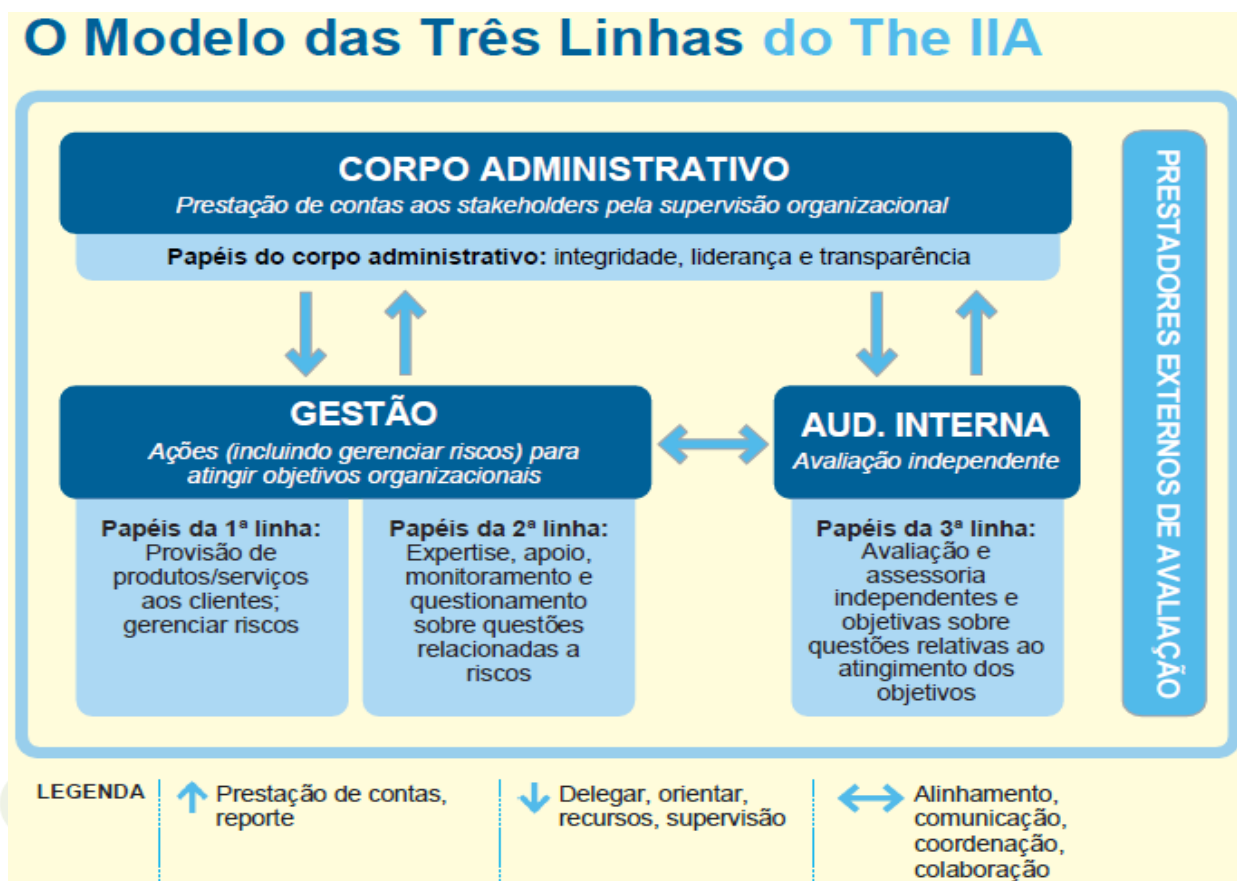 O Modelo das Três Linhas do The IIA
CORPO ADMINISTRATIVO
Prestação de contas aos stakeholders pela supervisão organizacional
Papéis do corpo administrativo: integridade, liderança e transparência
GESTÃO
Ações (incluindo gerenciar riscos) para
atingir objetivos organizacionais
Papéis da 1ª linha:
Provisão de
produtos/serviços
aos clientes;
gerenciar riscos
Papéis da 2ª linha:
Expertise, apoio,
monitoramento e
questionamento
sobre questões
relacionadas a
riscos
AUD. INTERNA
Avaliação independente
Papéis da 3ª linha:
Avaliação e
assessoria
independentes e
objetivas sobre
questões relativas ao
atingimento dos
objetivos
PRESTADORES EXTERNOS DE AVALIAÇÃO
LEGENDA
Prestação de contas,
reporte
Delegar, orientar,
recursos, supervisão
Alinhamento,
comunicação,
coordenação,
colaboração